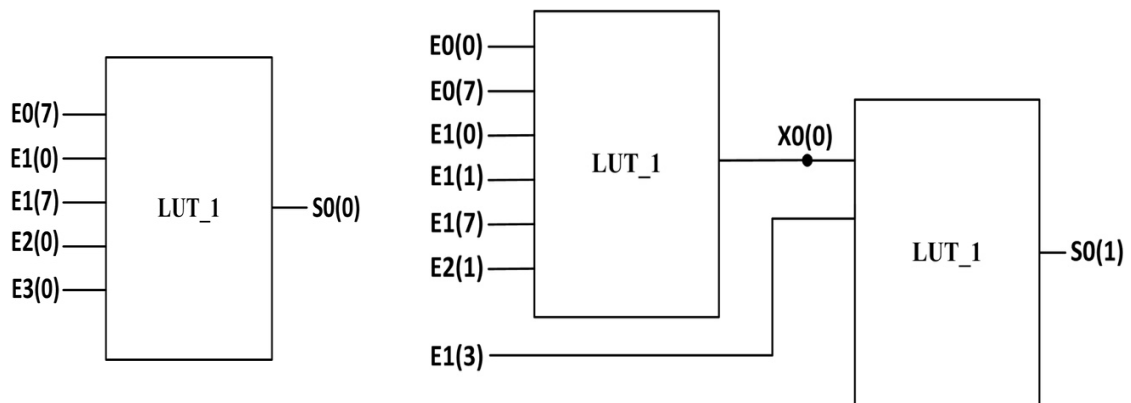 E0(7)
E1(0)
E1(7)
E2(0)
E3(0)
LUT_1
S0(0)
E0(0)
E0(7)
E1(0)
E1(1)
E1(7)
E2(1)
E1(3)
LUT_1
X0(0)
LUT_1
S0(1)